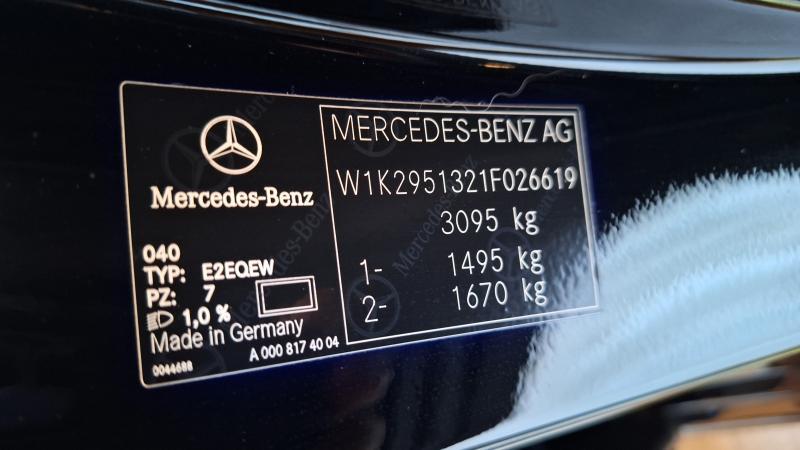 Mercedes-Benz
040
TYP: E2EQEW
PZ: 7
1,0 %
Made in Germany
A 000 817 40 04
0044688
MERCEDES-BENZ AG
W1K2951321F026619
3095 kg
1- 1495 kg
2- 1670 kg